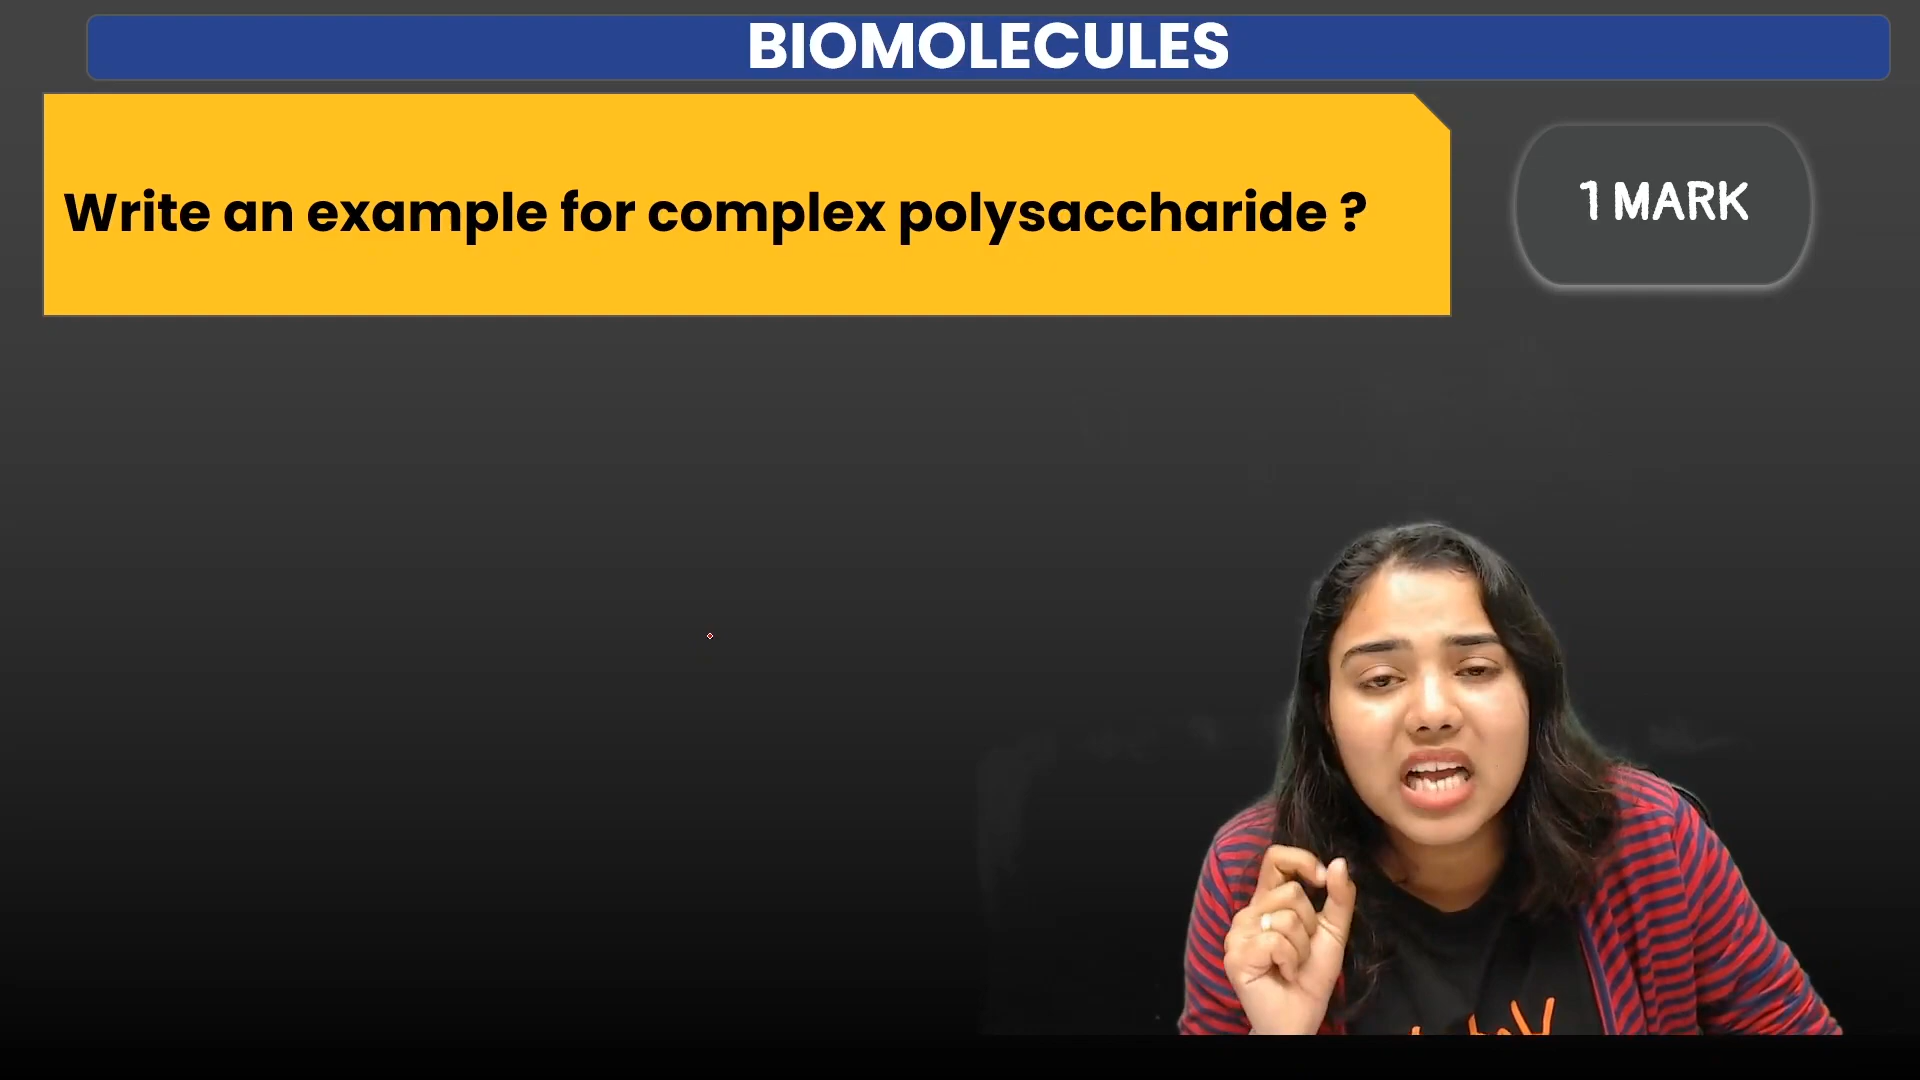 BIOMOLECULES
Write an example for complex polysaccharide ?
1 MARK